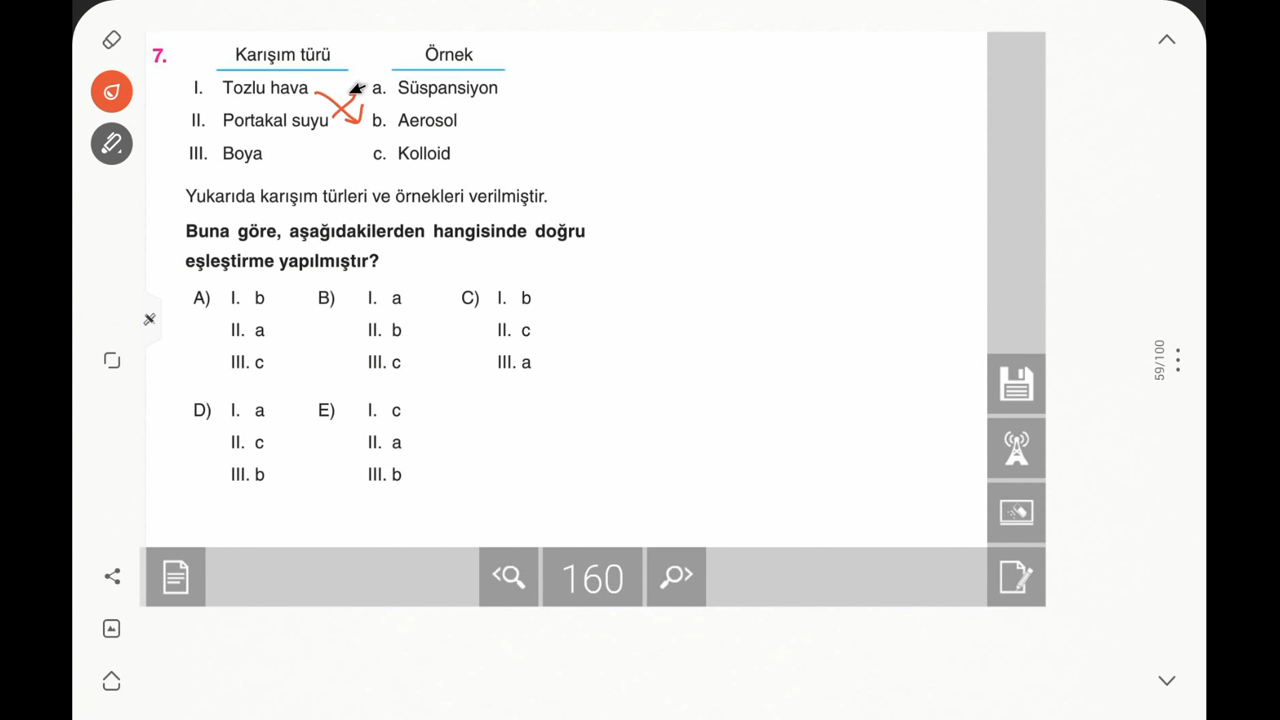 7.
Karışım türü Örnek
I. Tozlu hava a. Süspansiyon
II. Portakal suyu b. Aerosol
III. Boya c. Kolloid
Yukarıda karışım türleri ve örnekleri verilmiştir.
Buna göre, aşağıdakilerden hangisinde doğru
eşleştirme yapılmıştır?
A) I. b B) I. a C) I. b
II. a II. b II. c
III. c III. c III. a
D) I. a E) I. c
II. c II. a
III. b III. b
59/100
160